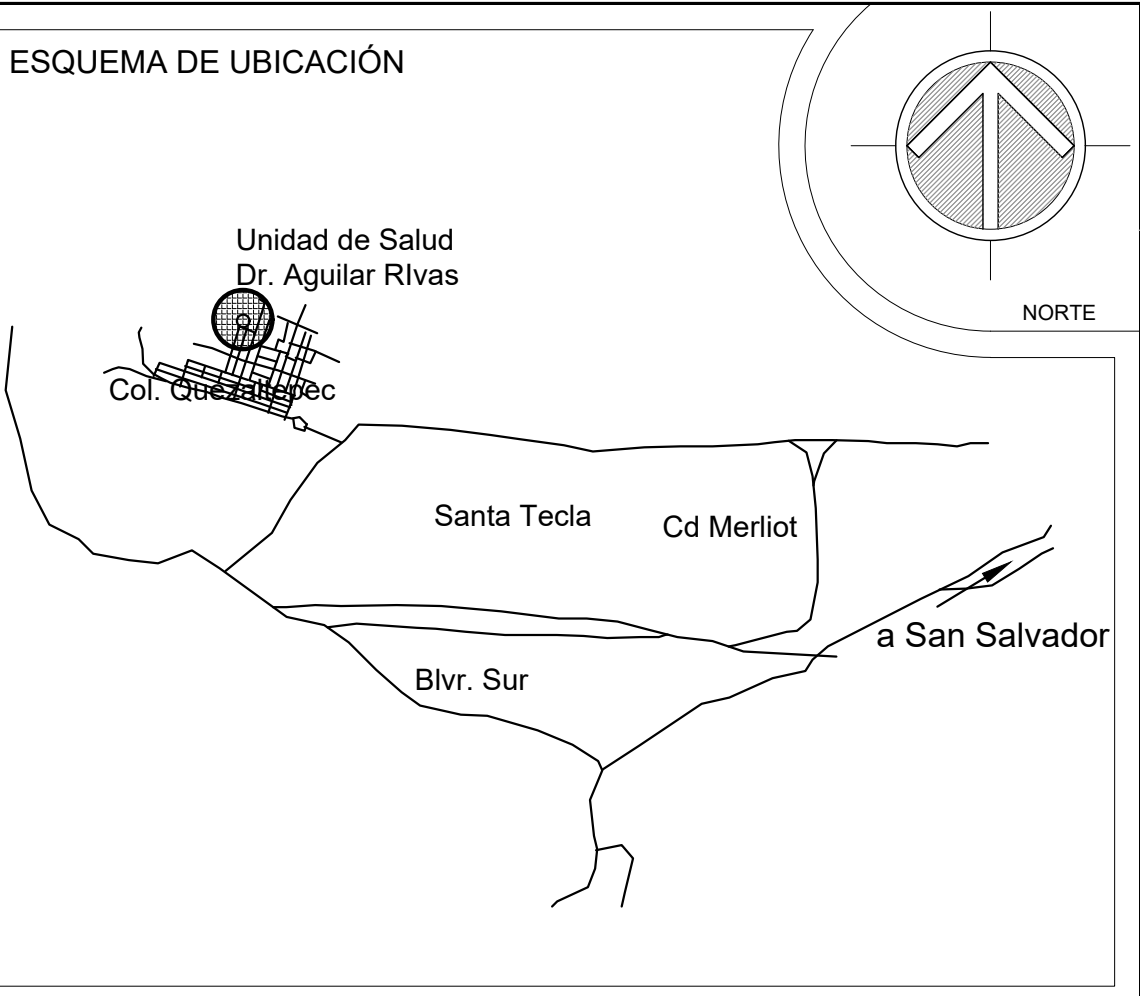 ESQUEMA DE UBICACIÓN
NORTE
Unidad de Salud
Dr. Aguilar RIvas
Col. Quezaltepec
Santa Tecla
Cd Merliot
a San Salvador
Blvr. Sur